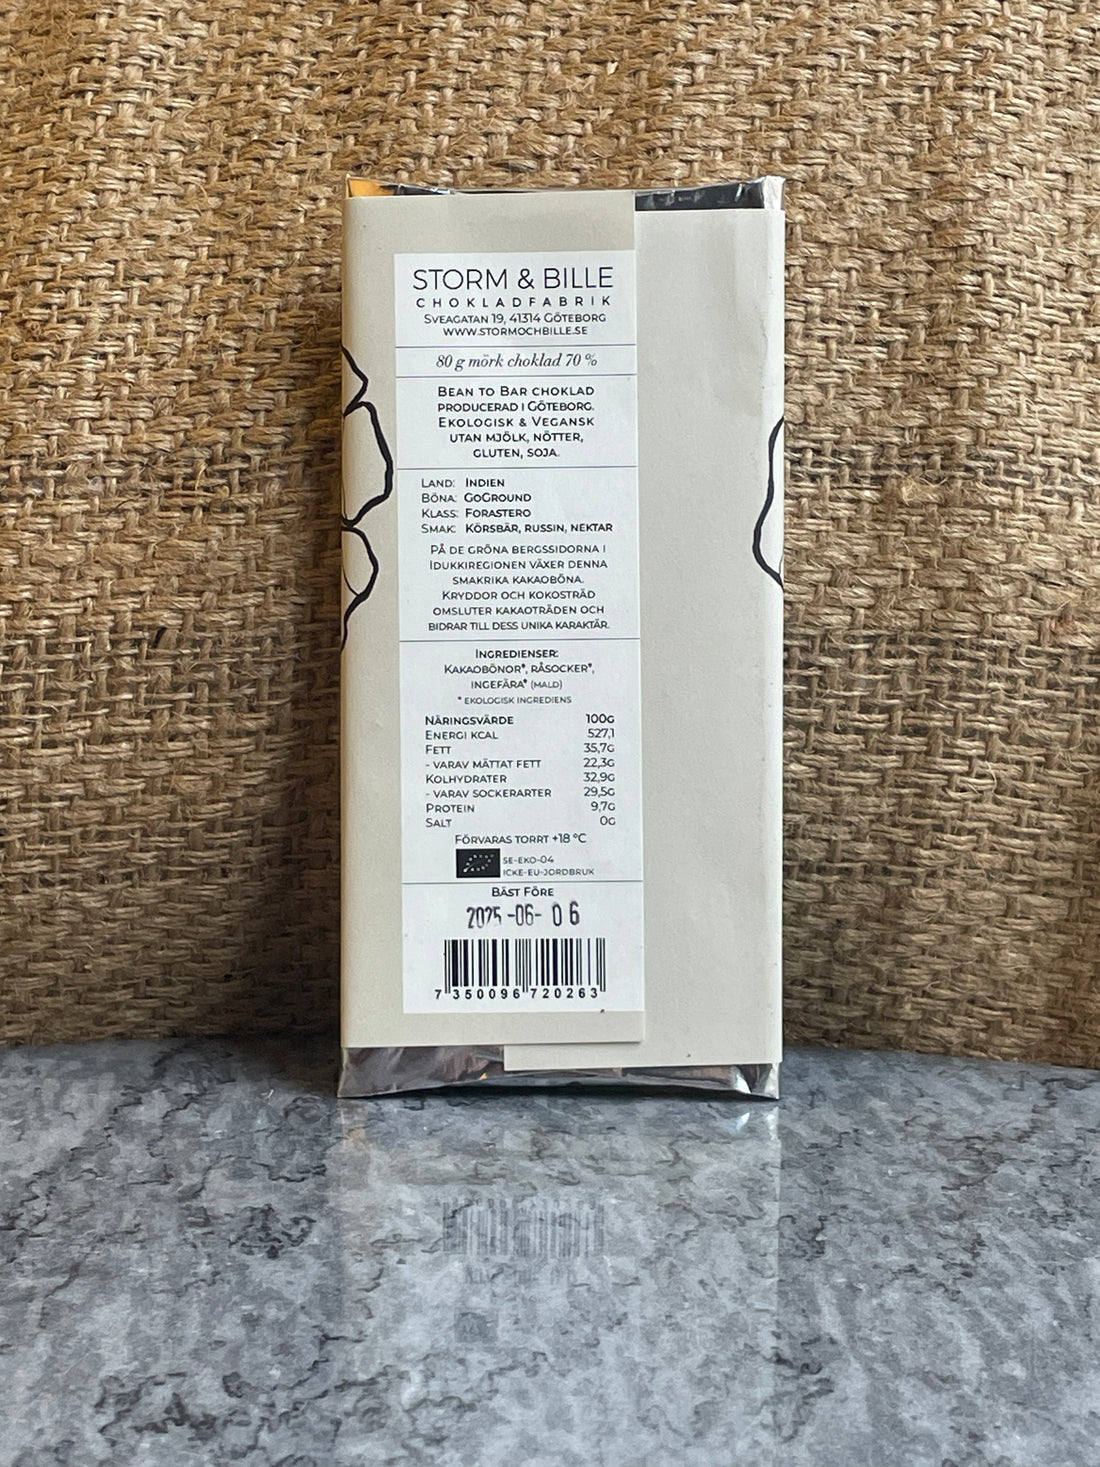 STORM & BILLE
CHOKLADFABRIK
SVEAGATAN 19, 41314 GÖTEBORG
WWW.STORMOCHBILLE.SE
80 g mörk choklad 70 %
BEAN TO BAR CHOKLAD
PRODUCERAD I GÖTEBORG.
EKOLOGISK & VEGANSK
UTAN MJÖLK, NÖTTER,
GLUTEN, SOJA.
LAND: INDIEN
BÖNA: GOGROUND
KLASS: FORASTERO
SMAK: KÖRSBÄR, RUSSIN, NEKTAR
PÅ DE GRÖNA BERGSSIDORNA I
IDUKKIREGIONEN VÄXER DENNA
SMAKRIKA KAKAOBÖNA.
KRYDDOR OCH KOKOSTRÄD
OMSLUTER KAKAOTRÄDEN OCH
BIDRAR TILL DESS UNIKA KARAKTÄR.
INGREDIENSER:
KAKAOBÖNOR*, RÅSOCKER*,
INGEFÄRA* (MALD)
* EKOLOGISK INGREDIENS
NÄRINGSVÄRDE 100G
ENERGI KCAL 527,1
FETT 35,7G
- VARAV MÄTTAT FETT 22,3G
KOLHYDRATER 32,9G
- VARAV SOCKERARTER 29,5G
PROTEIN 9,7G
SALT 0G
FÖRVARAS TORRT +18 °C
SE-EKO-04
ICKE-EU-JORDBRUK
BÄST FÖRE
2025-06-06
7 350096 720263